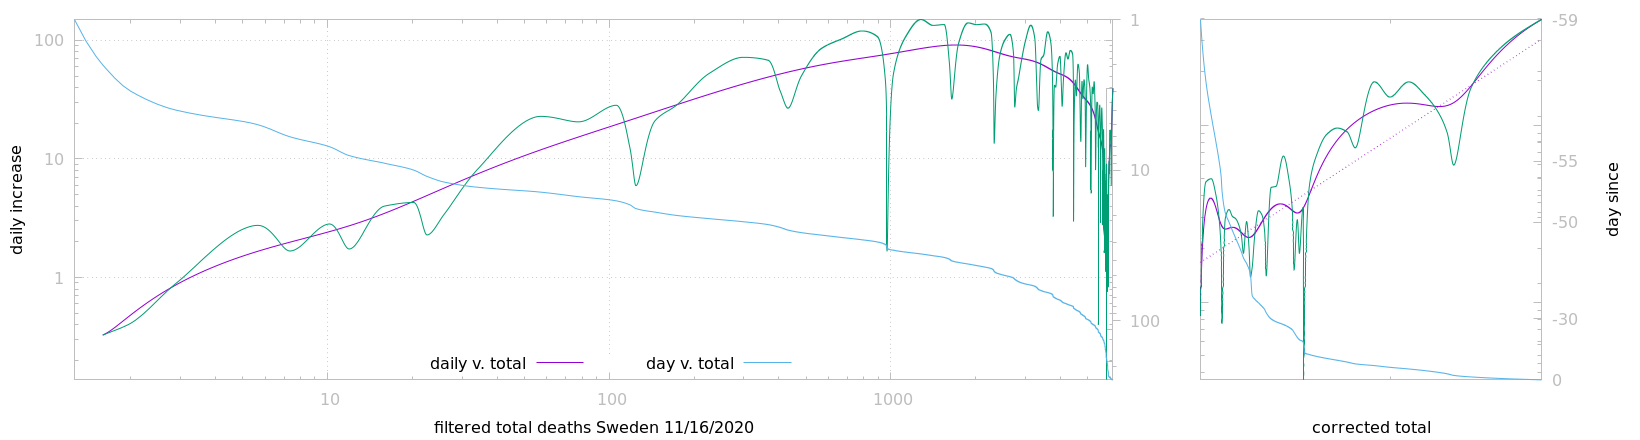 100
10
1
daily increase
1
10
100
daily v. total
day v. total
10
100
1000
filtered total deaths Sweden 11/16/2020
-59
-55
-50
-30
0
day since
corrected total